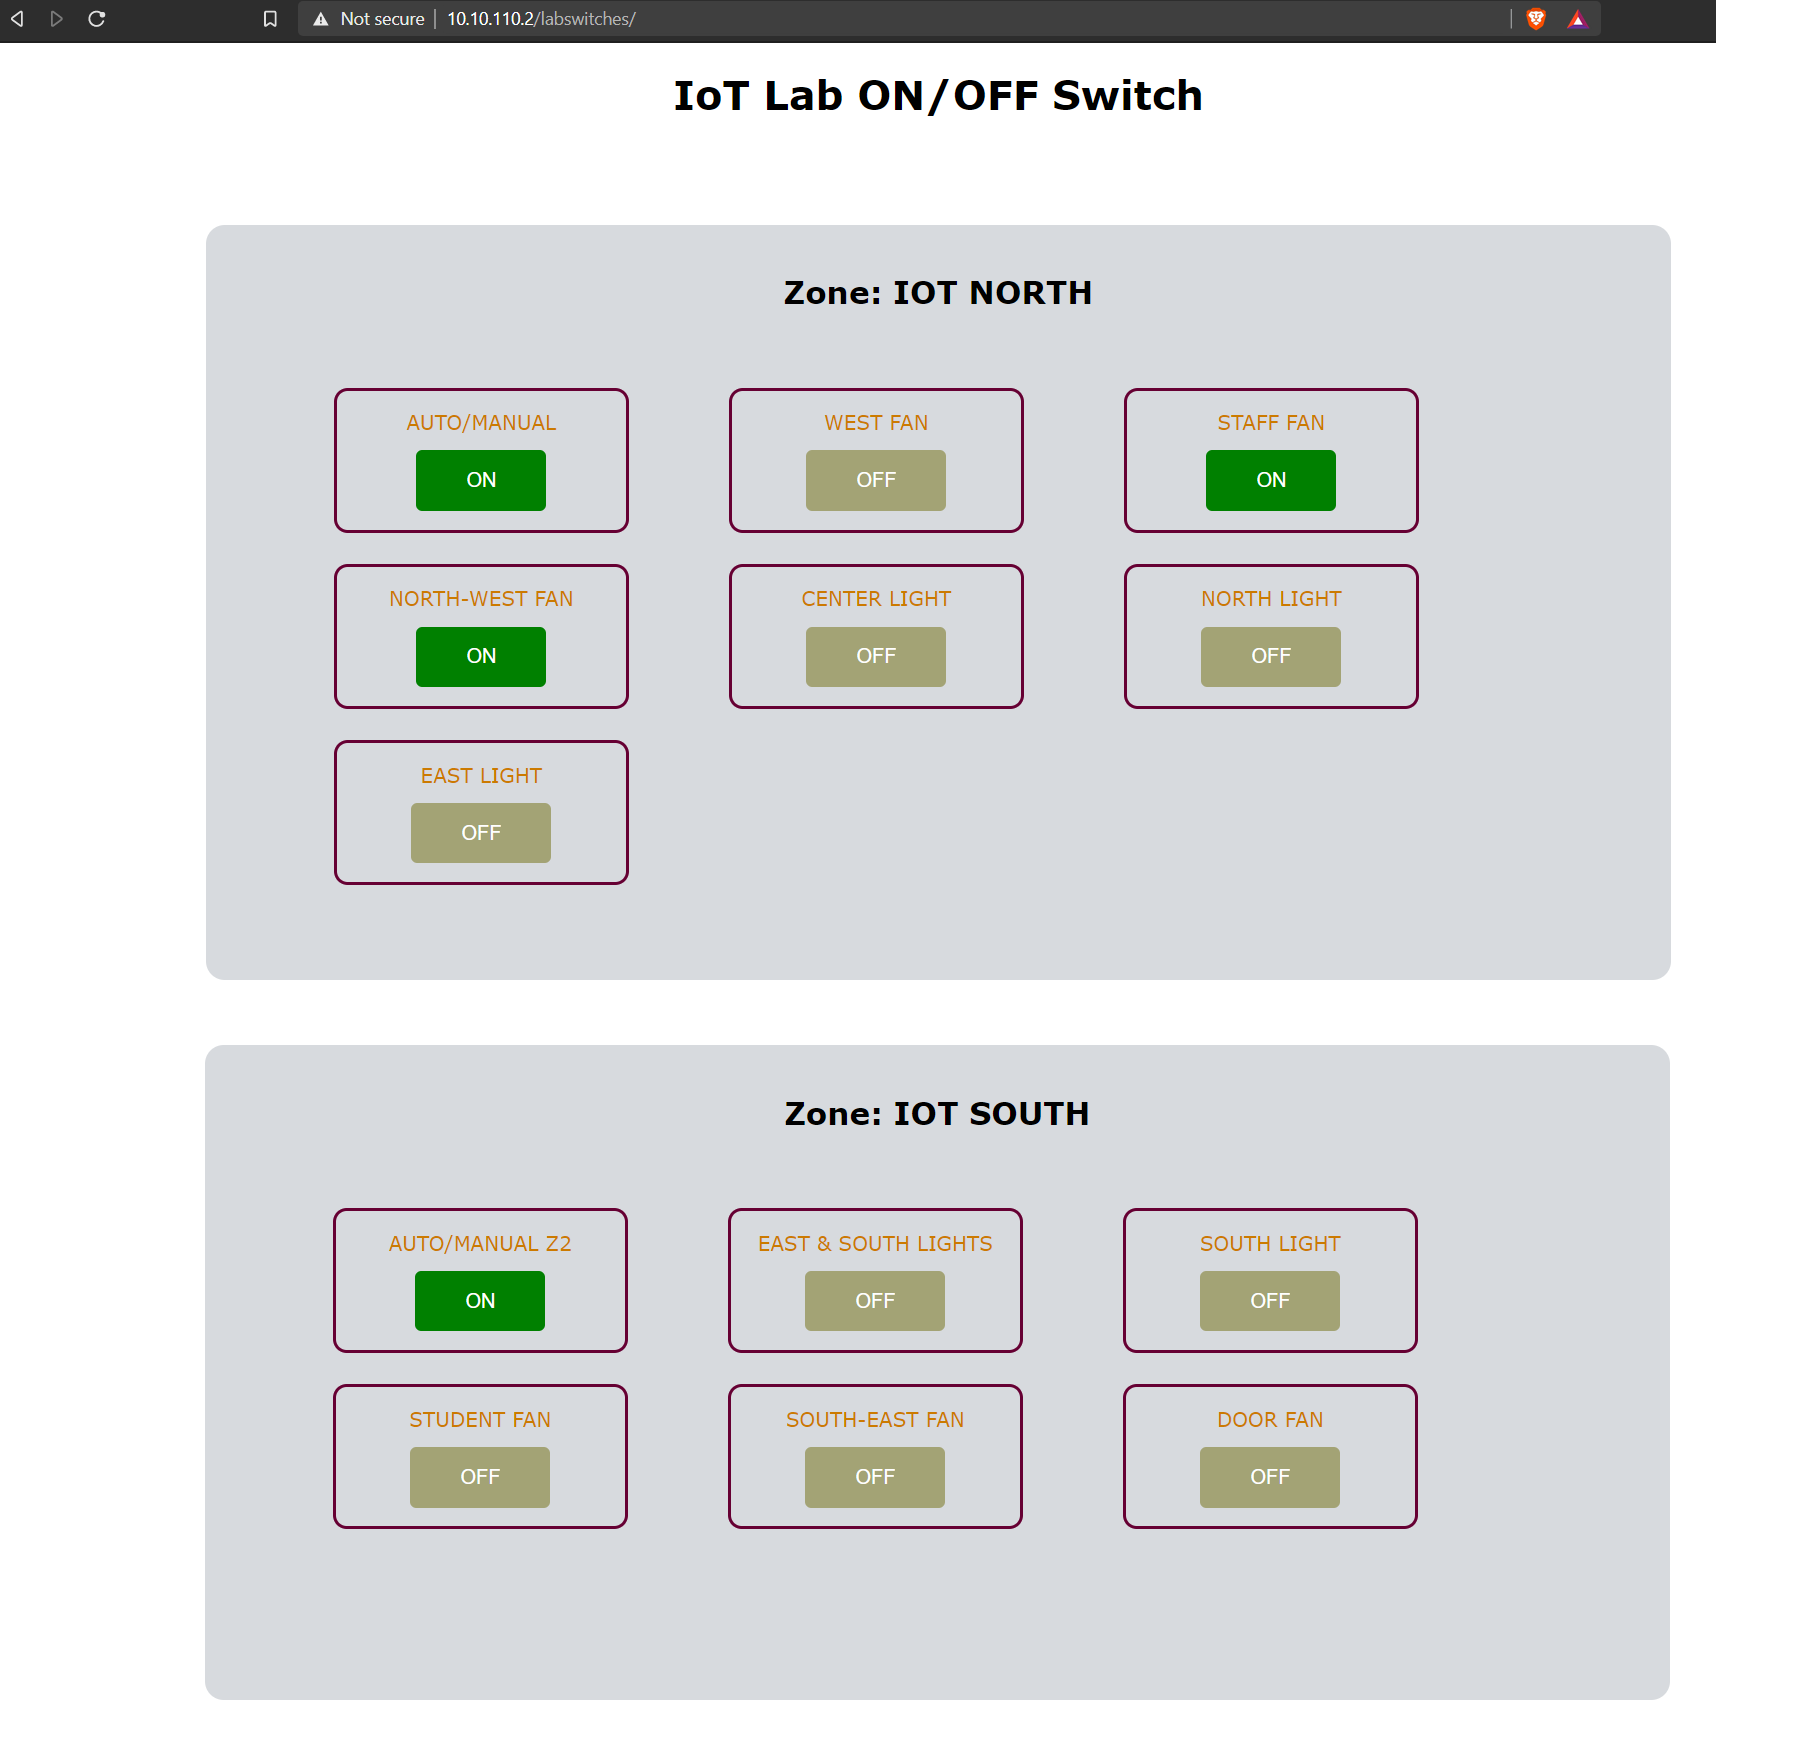 Not secure 10.10.110.2/labswitches/
IoT Lab ON/OFF Switch
Zone: IOT NORTH
AUTO/MANUAL WEST FAN STAFF FAN
ON OFF ON
NORTH-WEST FAN CENTER LIGHT NORTH LIGHT
ON OFF OFF
EAST LIGHT
OFF
Zone: IOT SOUTH
AUTO/MANUAL Z2 EAST & SOUTH LIGHTS SOUTH LIGHT
ON OFF OFF
STUDENT FAN SOUTH-EAST FAN DOOR FAN
OFF OFF OFF